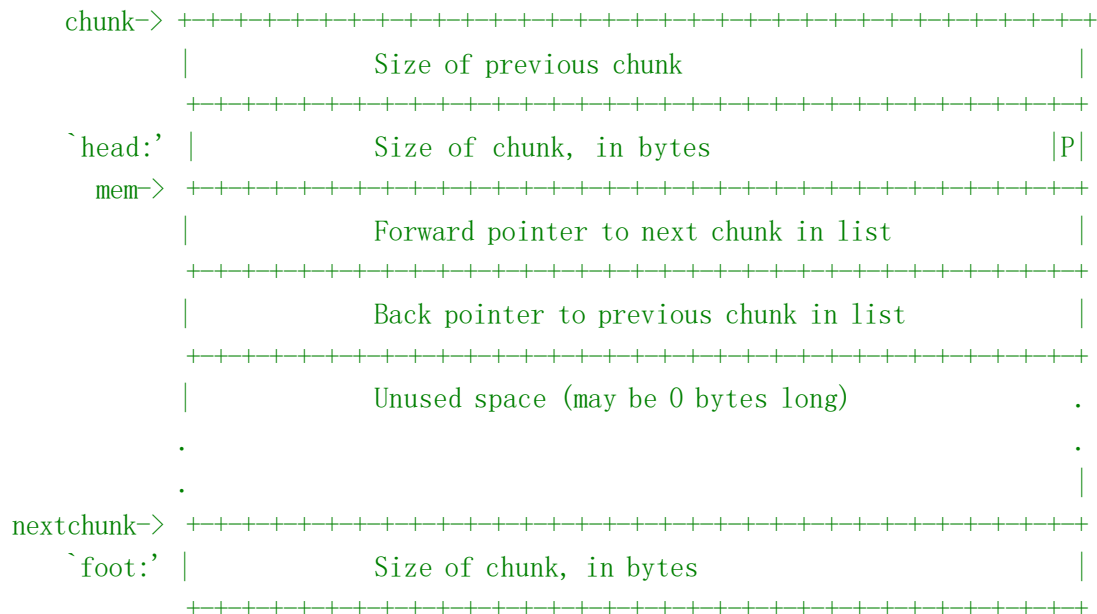 chunk-> +-+-+-+-+-+-+-+-+-+-+-+-+-+-+-+-+-+-+-+-+-+-+-+-+-+-+-+-+-+-+-+-+-+
| Size of previous chunk |
+-+-+-+-+-+-+-+-+-+-+-+-+-+-+-+-+-+-+-+-+-+-+-+-+-+-+-+-+-+-+-+-+
`head:' | Size of chunk, in bytes |P|
mem-> +-+-+-+-+-+-+-+-+-+-+-+-+-+-+-+-+-+-+-+-+-+-+-+-+-+-+-+-+-+-+-+-+
| Forward pointer to next chunk in list |
+-+-+-+-+-+-+-+-+-+-+-+-+-+-+-+-+-+-+-+-+-+-+-+-+-+-+-+-+-+-+-+-+
| Back pointer to previous chunk in list |
+-+-+-+-+-+-+-+-+-+-+-+-+-+-+-+-+-+-+-+-+-+-+-+-+-+-+-+-+-+-+-+-+
| Unused space (may be 0 bytes long) .
. .
. |
nextchunk-> +-+-+-+-+-+-+-+-+-+-+-+-+-+-+-+-+-+-+-+-+-+-+-+-+-+-+-+-+-+-+-+-+
`foot:' | Size of chunk, in bytes |
+-+-+-+-+-+-+-+-+-+-+-+-+-+-+-+-+-+-+-+-+-+-+-+-+-+-+-+-+-+-+-+-+